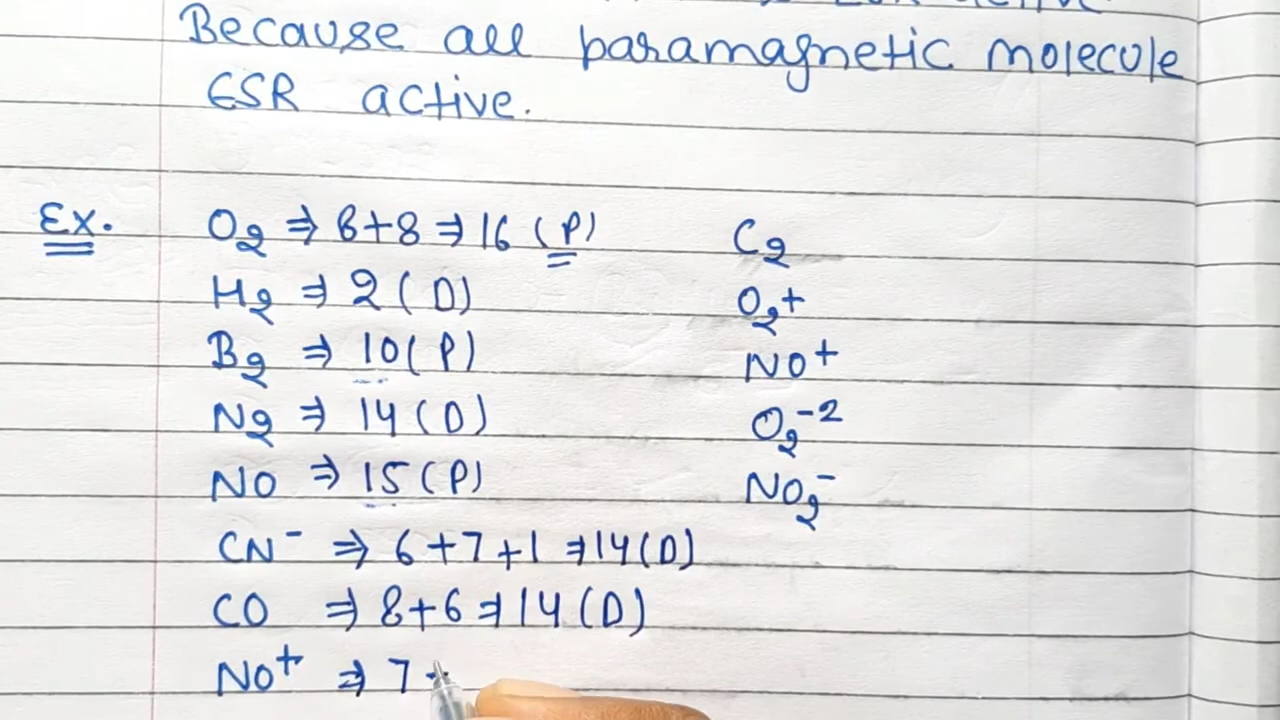 Because all paramagnetic molecule
ESR active.
Ex. O2 ⇒ 8+8 ⇒ 16 (P)
H2 ⇒ 2 (D)
B2 ⇒ 10 (P)
N2 ⇒ 14 (D)
NO ⇒ 15 (P)
CN⁻ ⇒ 6+7+1 ⇒ 14 (D)
CO ⇒ 8+6 ⇒ 14 (D)
NO⁺ ⇒ 7
C2
O2⁺
NO⁺
O2⁻²
NO2⁻